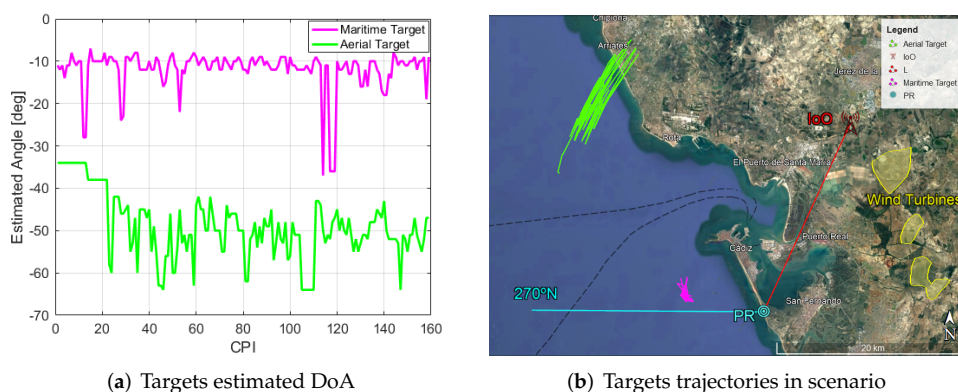 Maritime Target
Aerial Target
0
-10
-20
-30
-40
-50
-60
-70
0
20
40
60
80
100
120
140
160
Estimated Angle [deg]
CPI
(a) Targets estimated DoA
Chipiona
Arriates
Rota
El Puerto de Santa María
Jerez de la
IoO
Wind Turbines
Cádiz
Puerto Real
San Fernando
270ºN
PR
Legend
Aerial Target
IoO
L
Maritime Target
PR
N
20 km
(b) Targets trajectories in scenario